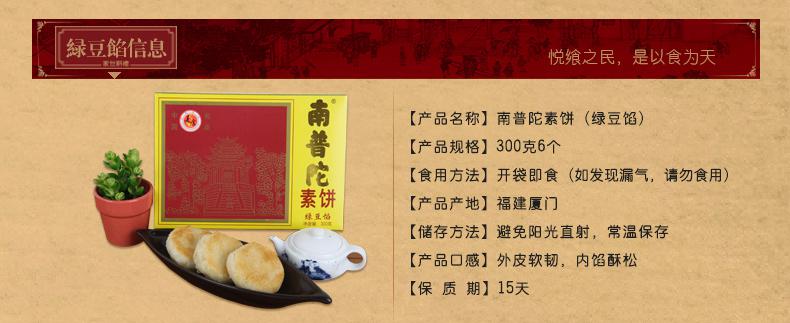 綠豆餡信息
悦飨之民，是以食为天
南普陀
素饼
绿豆馅
【产品名称】南普陀素饼（绿豆馅）
【产品规格】300克6个
【食用方法】开袋即食（如发现漏气，请勿食用）
【产品产地】福建厦门
【储存方法】避免阳光直射，常温保存
【产品口感】外皮软韧，内馅酥松
【保 质 期】15天